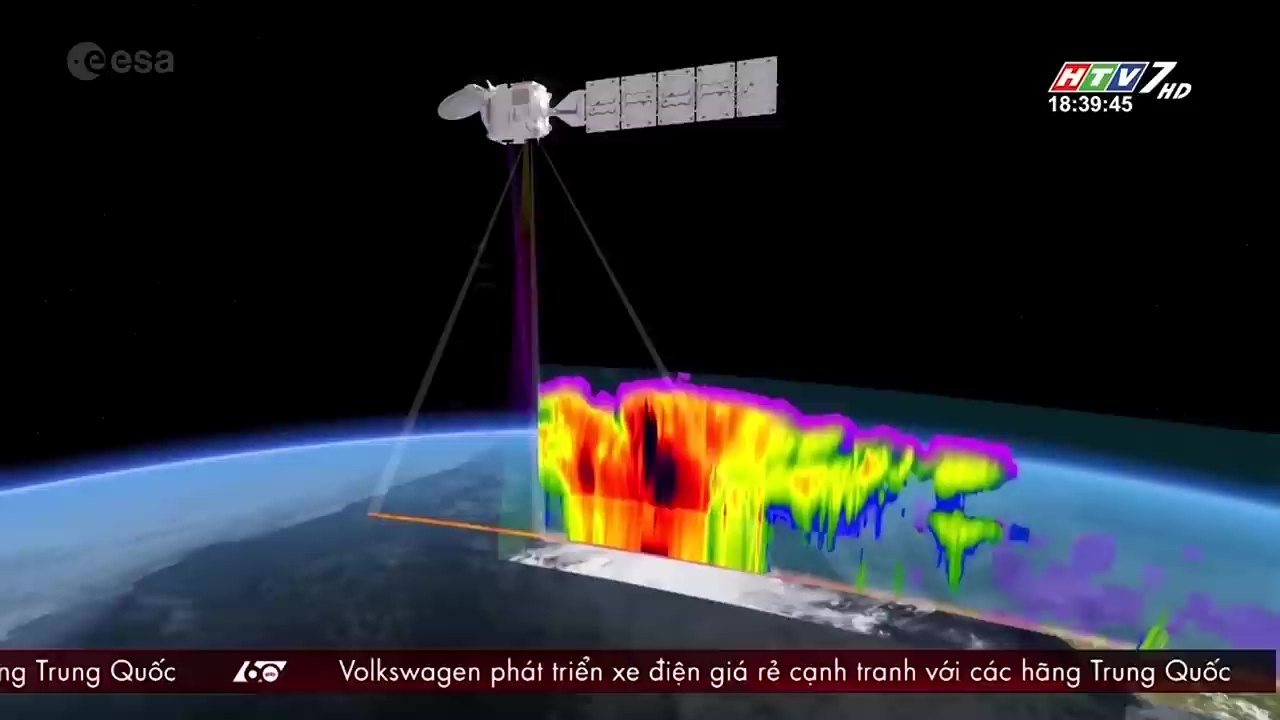 esa
HTV7 HD
18:39:45
ng Trung Quốc
60
Volkswagen phát triển xe điện giá rẻ cạnh tranh với các hãng Trung Quốc